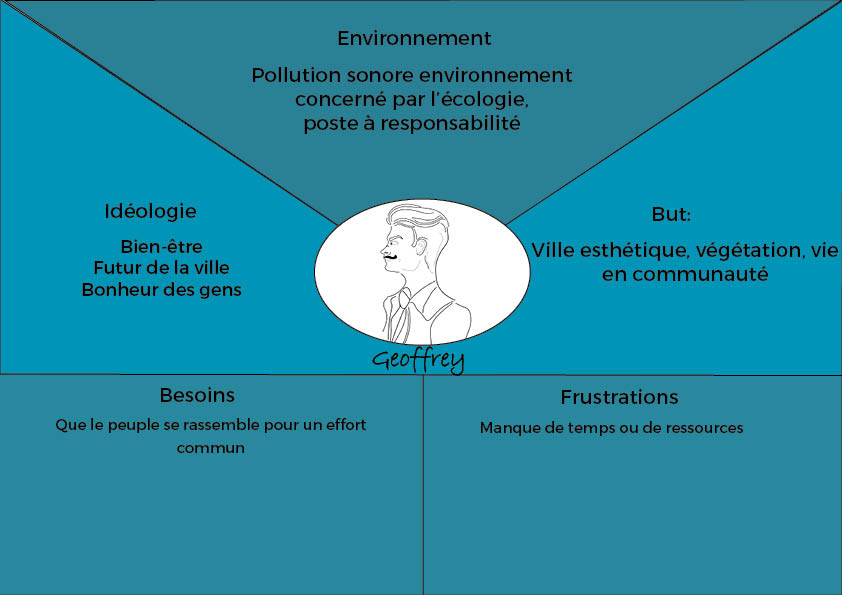 Environnement
Pollution sonore environnement
concerné par l'écologie,
poste à responsabilité
Idéologie
Bien-être
Futur de la ville
Bonheur des gens
But:
Ville esthétique, végétation, vie
en communauté
Geoffrey
Besoins
Que le peuple se rassemble pour un effort
commun
Frustrations
Manque de temps ou de ressources